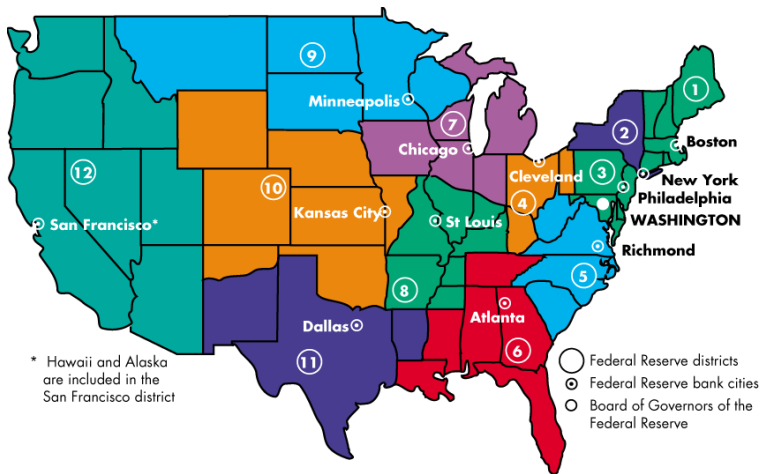 9
1
Minneapolis
2
7
Boston
Chicago
Cleveland
3
12
New York
10
Philadelphia
4
Kansas City
WASHINGTON
San Francisco*
St Louis
Richmond
5
8
Atlanta
Dallas
6
11
* Hawaii and Alaska
are included in the
San Francisco district
Federal Reserve districts
Federal Reserve bank cities
Board of Governors of the
Federal Reserve